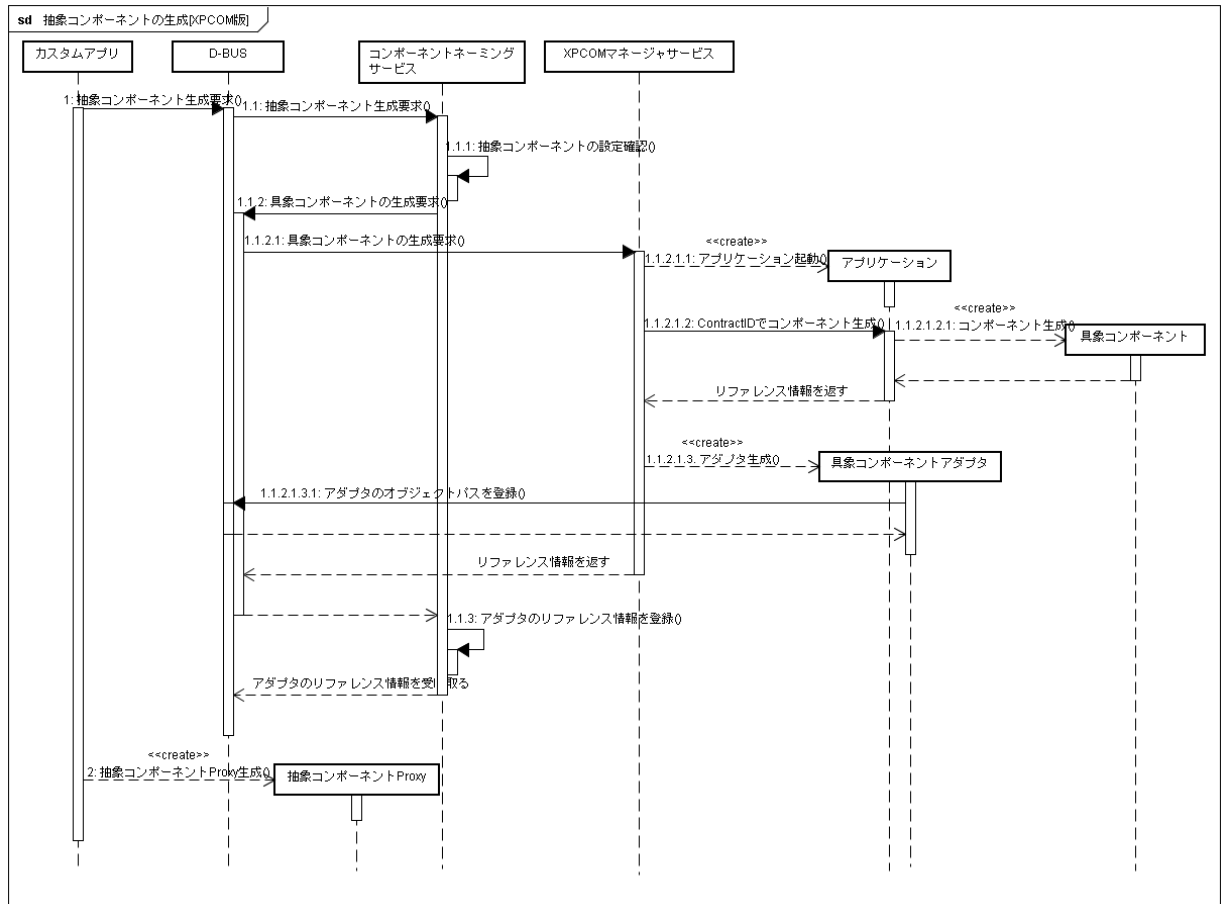 sd 抽象コンポーネントの生成[XPCOM版]
カスタムアプリ
D-BUS
コンポーネントネーミング
サービス
XPCOMマネージャサービス
1: 抽象コンポーネント生成要求()
1.1: 抽象コンポーネント生成要求()
1.1.1: 抽象コンポーネントの設定確認()
1.1.2: 具象コンポーネントの生成要求()
1.1.2.1: 具象コンポーネントの生成要求()
<<create>>
1.1.2.1.1: アプリケーション起動()
アプリケーション
<<create>>
1.1.2.1.2: ContractIDでコンポーネント生成()
1.1.2.1.2.1: コンポーネント生成()
具象コンポーネント
リファレンス情報を返す
<<create>>
1.1.2.1.3: アダプタ生成()
具象コンポーネントアダプタ
1.1.2.1.3.1: アダプタのオブジェクトパスを登録()
リファレンス情報を返す
1.1.3: アダプタのリファレンス情報を登録()
アダプタのリファレンス情報を受け取る
<<create>>
2: 抽象コンポーネントProxy生成()
抽象コンポーネントProxy